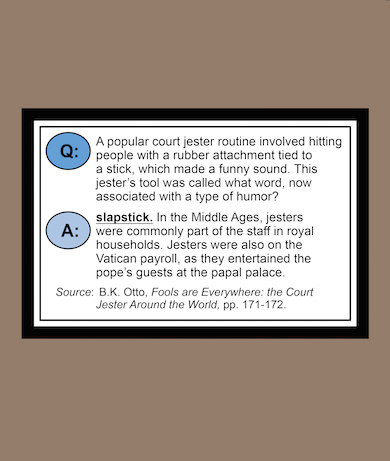 Q: A popular court jester routine involved hitting
people with a rubber attachment tied to
a stick, which made a funny sound. This
jester's tool was called what word, now
associated with a type of humor?
A: slapstick. In the Middle Ages, jesters
were commonly part of the staff in royal
households. Jesters were also on the
Vatican payroll, as they entertained the
pope's guests at the papal palace.
Source: B.K. Otto, Fools are Everywhere: the Court
Jester Around the World, pp. 171-172.